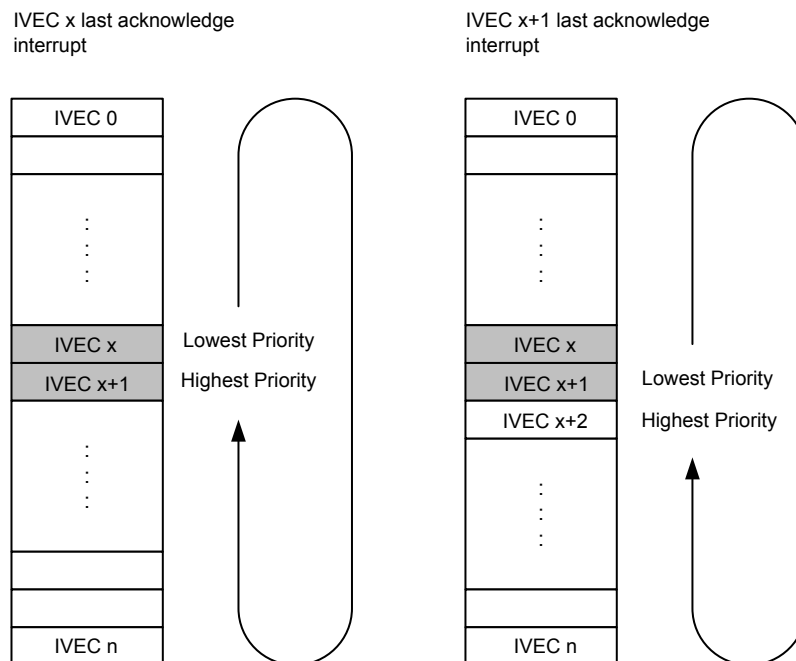 IVEC x last acknowledge
interrupt
IVEC 0
IVEC x
Lowest Priority
IVEC x+1
Highest Priority
IVEC n
IVEC x+1 last acknowledge
interrupt
IVEC 0
IVEC x
IVEC x+1
Lowest Priority
IVEC x+2
Highest Priority
IVEC n